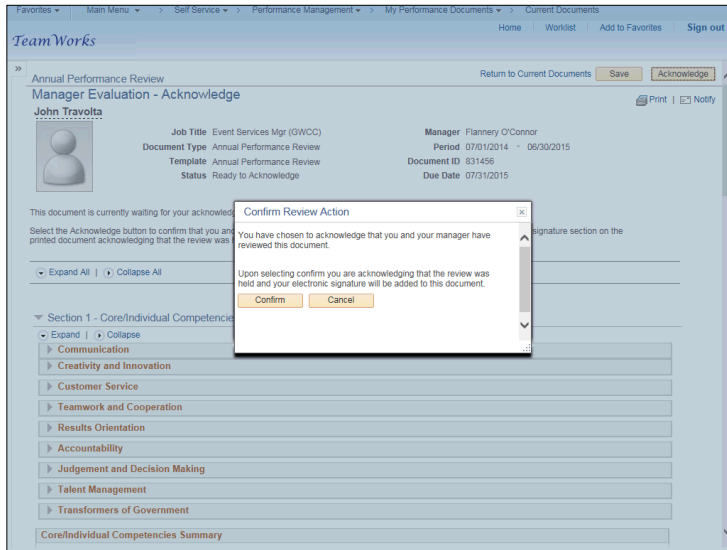 Favorites Main Menu > Self Service > Performance Management > My Performance Documents > Current Documents
Home Worklist Add to Favorites Sign out
TeamWorks
»
Annual Performance Review Return to Current Documents Save Acknowledge
Manager Evaluation - Acknowledge
Print | Notify
John Travolta
Job Title Event Services Mgr (GWCC) Manager Flannery O'Connor
Document Type Annual Performance Review Period 07/01/2014 - 06/30/2015
Template Annual Performance Review Document ID 831456
Status Ready to Acknowledge Due Date 07/31/2015
This document is currently waiting for your acknowledg
Select the Acknowledge button to confirm that you and signature section on the
printed document acknowledging that the review was
Confirm Review Action
You have chosen to acknowledge that you and your manager have
reviewed this document.
Upon selecting confirm you are acknowledging that the review was
held and your electronic signature will be added to this document.
Confirm Cancel
Expand All | Collapse All
Section 1 - Core/Individual Competencie
Expand | Collapse
Communication
Creativity and Innovation
Customer Service
Teamwork and Cooperation
Results Orientation
Accountability
Judgement and Decision Making
Talent Management
Transformers of Government
Core/Individual Competencies Summary